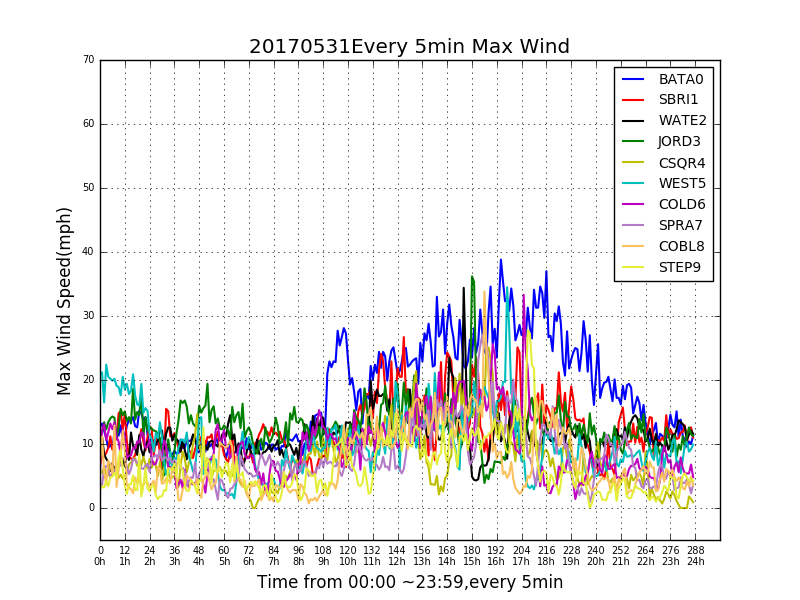 20170531Every 5min Max Wind
70
60
50
40
30
20
10
0
Max Wind Speed(mph)
BATA0
SBRI1
WATE2
JORD3
CSQR4
WEST5
COLD6
SPRA7
COBL8
STEP9
0 12 24 36 48 60 72 84 96 108 120 132 144 156 168 180 192 204 216 228 240 252 264 276 288
0h 1h 2h 3h 4h 5h 6h 7h 8h 9h 10h 11h 12h 13h 14h 15h 16h 17h 18h 19h 20h 21h 22h 23h 24h
Time from 00:00 ~23:59,every 5min